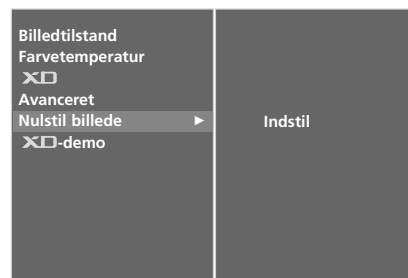 Billedtilstand
Farvetemperatur
XD
Avanceret
Nulstil billede ► Indstil
XD-demo